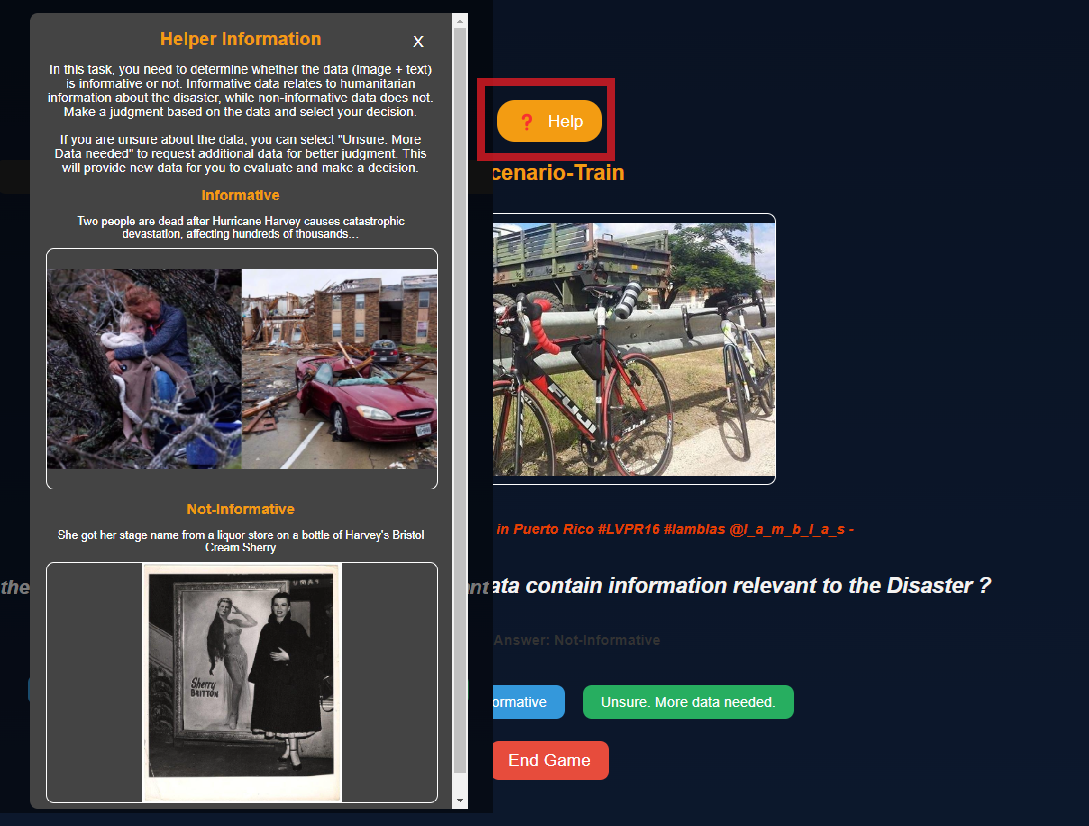 Helper Information
X
In this task, you need to determine whether the data (image + text)
is informative or not. Informative data relates to humanitarian
information about the disaster, while non-informative data does not.
Make a judgment based on the data and select your decision.
If you are unsure about the data, you can select "Unsure. More
Data needed" to request additional data for better judgment. This
will provide new data for you to evaluate and make a decision.
Informative
Two people are dead after Hurricane Harvey causes catastrophic
devastation, affecting hundreds of thousands...
Not-Informative
She got her stage name from a liquor store on a bottle of Harvey's Bristol
Cream Sherry
Sherry
BRITTON
❓ Help
cenario-Train
FUJI
FUJI
in Puerto Rico #LVPR16 #lamblas @l_a_m_b_l_a_s -
the
nt
ata contain information relevant to the Disaster ?
Answer: Not-Informative
ormative
Unsure. More data needed.
End Game